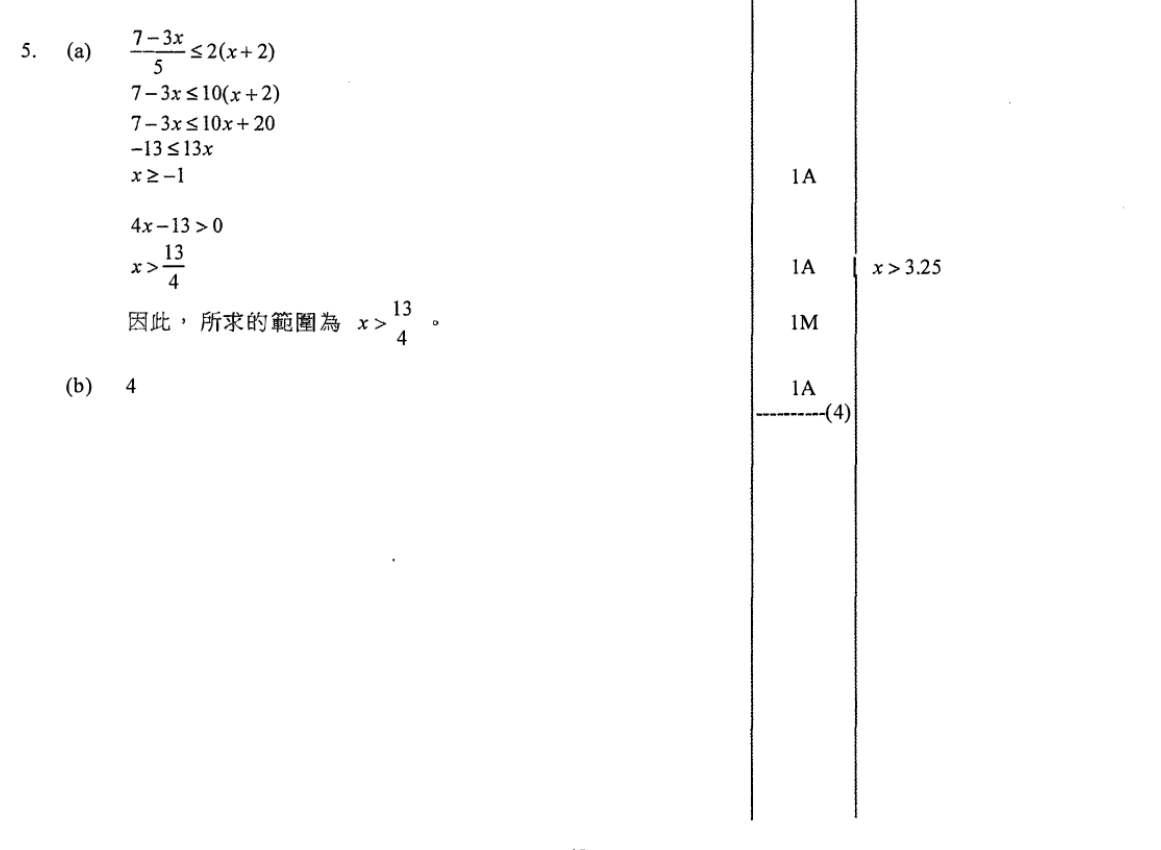 5. (a) (7−3x)/5 ≤ 2(x+2)
7−3x ≤ 10(x+2)
7−3x ≤ 10x+20
−13 ≤ 13x
x ≥ −1 1A
4x−13 > 0
x > 13/4 1A x > 3.25
因此，所求的範圍為 x > 13/4 。 1M
(b) 4 1A
----------(4)